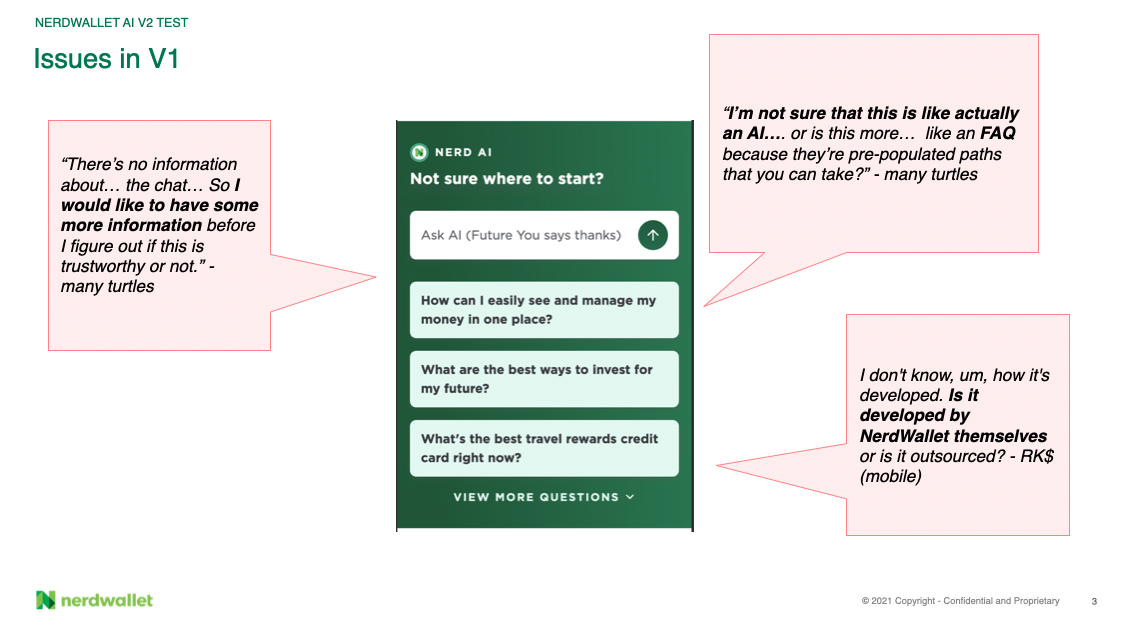 NERDWALLET AI V2 TEST
Issues in V1
“There’s no information
about… the chat… So I
would like to have some
more information before
I figure out if this is
trustworthy or not.” -
many turtles
NERD AI
Not sure where to start?
Ask AI (Future You says thanks)
How can I easily see and manage my
money in one place?
What are the best ways to invest for
my future?
What's the best travel rewards credit
card right now?
VIEW MORE QUESTIONS
“I’m not sure that this is like actually
an AI…. or is this more…  like an FAQ
because they’re pre-populated paths
that you can take?” - many turtles
I don't know, um, how it's
developed. Is it
developed by
NerdWallet themselves
or is it outsourced? - RK$
(mobile)
nerdwallet
© 2021 Copyright - Confidential and Proprietary
3